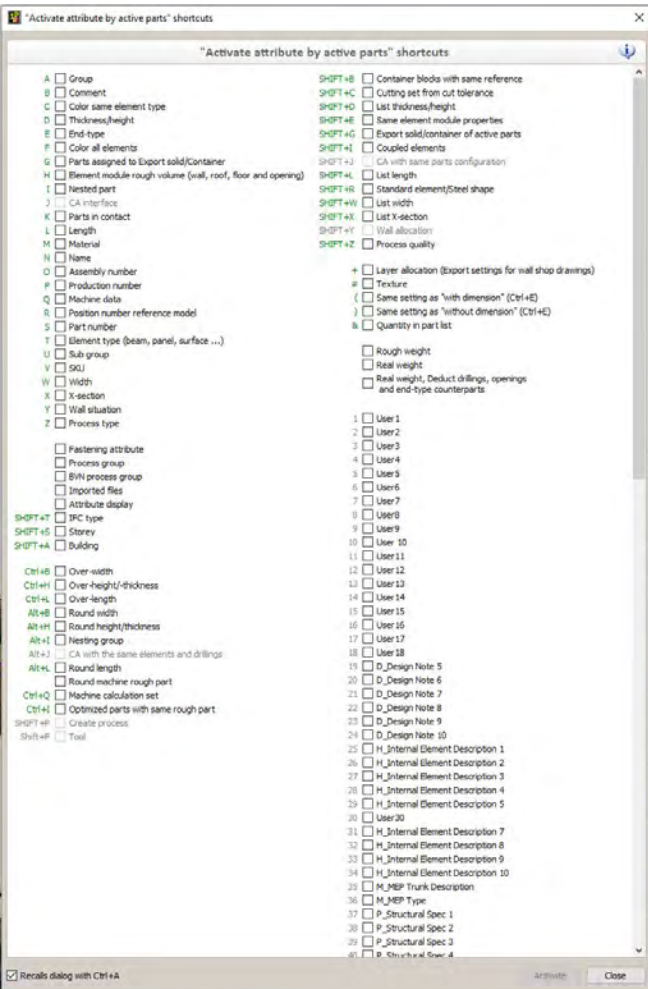 "Activate attribute by active parts" shortcuts
"Activate attribute by active parts" shortcuts
A Group
B Comment
C Color same element type
D Thickness/height
E End-type
F Color all elements
G Parts assigned to Export solid/Container
H Element module rough volume (wall, roof, floor and opening)
I Nested part
J CA interface
K Parts in contact
L Length
M Material
N Name
O Assembly number
P Production number
Q Machine data
R Position number reference model
S Part number
T Element type (beam, panel, surface ...)
U Sub group
V SKU
W Width
X X-section
Y Wall situation
Z Process type
Fastening attribute
Process group
BVN process group
Imported files
Attribute display
SHIFT+T IFC type
SHIFT+S Storey
SHIFT+A Building
Ctrl+B Over-width
Ctrl+H Over-height/-thickness
Ctrl+L Over-length
Alt+B Round width
Alt+H Round height/thickness
Alt+I Nesting group
Alt+J CA with the same elements and drillings
Alt+L Round length
Round machine rough part
Ctrl+Q Machine calculation set
Ctrl+I Optimized parts with same rough part
SHIFT+P Create process
Shift+F Tool
SHIFT+B Container blocks with same reference
SHIFT+C Cutting set from cut tolerance
SHIFT+D List thickness/height
SHIFT+E Same element module properties
SHIFT+G Export solid/container of active parts
SHIFT+I Coupled elements
SHIFT+J CA with same parts configuration
SHIFT+L List length
SHIFT+R Standard element/Steel shape
SHIFT+W List width
SHIFT+X List X-section
SHIFT+Y Wall allocation
SHIFT+Z Process quality
+ Layer allocation (Export settings for wall shop drawings)
# Texture
( Same setting as "with dimension" (Ctrl+E)
) Same setting as "without dimension" (Ctrl+E)
& Quantity in part list
Rough weight
Real weight
Real weight, Deduct drillings, openings
and end-type counterparts
1 User1
2 User2
3 User3
4 User4
5 User5
6 User6
7 User7
8 User8
9 User9
10 User 10
11 User11
12 User12
13 User13
14 User14
15 User15
16 User16
17 User17
18 User18
19 D_Design Note 5
20 D_Design Note 6
21 D_Design Note 7
22 D_Design Note 8
23 D_Design Note 9
24 D_Design Note 10
25 H_Internal Element Description 1
26 H_Internal Element Description 2
27 H_Internal Element Description 3
28 H_Internal Element Description 4
29 H_Internal Element Description 5
30 User30
31 H_Internal Element Description 7
32 H_Internal Element Description 8
33 H_Internal Element Description 9
34 H_Internal Element Description 10
35 M_MEP Trunk Description
36 M_MEP Type
37 P_Structural Spec 1
38 P_Structural Spec 2
39 P_Structural Spec 3
40 P_Structural Spec 4
Recalls dialog with Ctrl+A
Activate
Close